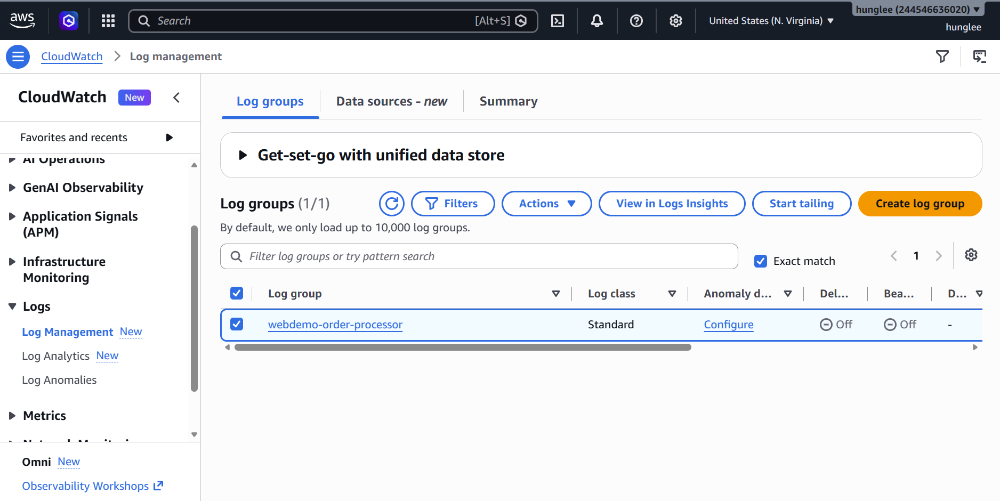 aws
Search
[Alt+S]
United States (N. Virginia)
hunglee (244546636020)
hunglee
CloudWatch
Log management
CloudWatch
New
Favorites and recents
AI Operations
GenAI Observability
Application Signals
(APM)
Infrastructure
Monitoring
Logs
Log Management New
Log Analytics New
Log Anomalies
Metrics
Omni New
Observability Workshops
Log groups
Data sources - new
Summary
Get-set-go with unified data store
Log groups (1/1)
Filters
Actions
View in Logs Insights
Start tailing
Create log group
By default, we only load up to 10,000 log groups.
Filter log groups or try pattern search
Exact match
1
Log group
Log class
Anomaly d...
Del...
Bea...
D...
webdemo-order-processor
Standard
Configure
Off
Off
-